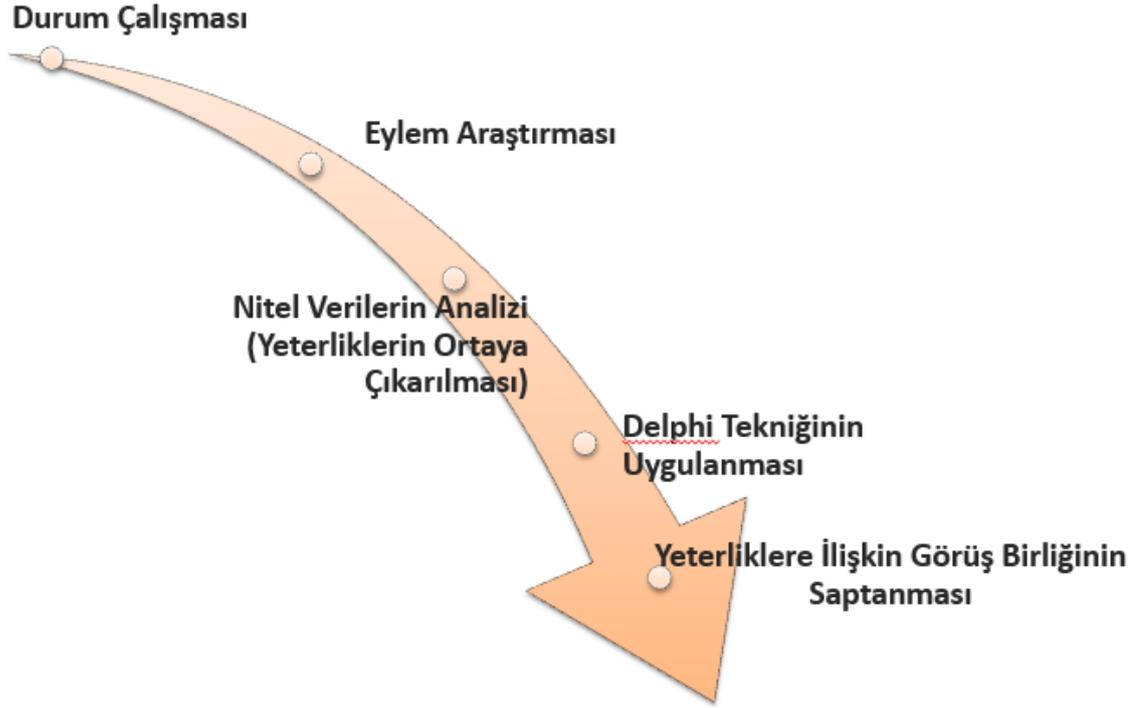 Durum Çalışması
Eylem Araştırması
Nitel Verilerin Analizi
(Yeterliklerin Ortaya
Çıkarılması)
Delphi Tekniğinin
Uygulanması
Yeterliklere İlişkin Görüş Birliğinin
Saptanması